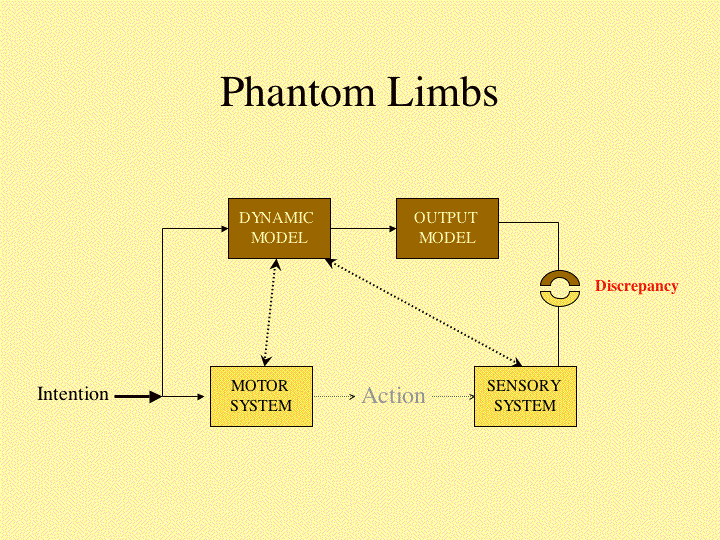 Phantom Limbs
DYNAMIC
MODEL
OUTPUT
MODEL
Discrepancy
Intention
MOTOR
SYSTEM
Action
SENSORY
SYSTEM